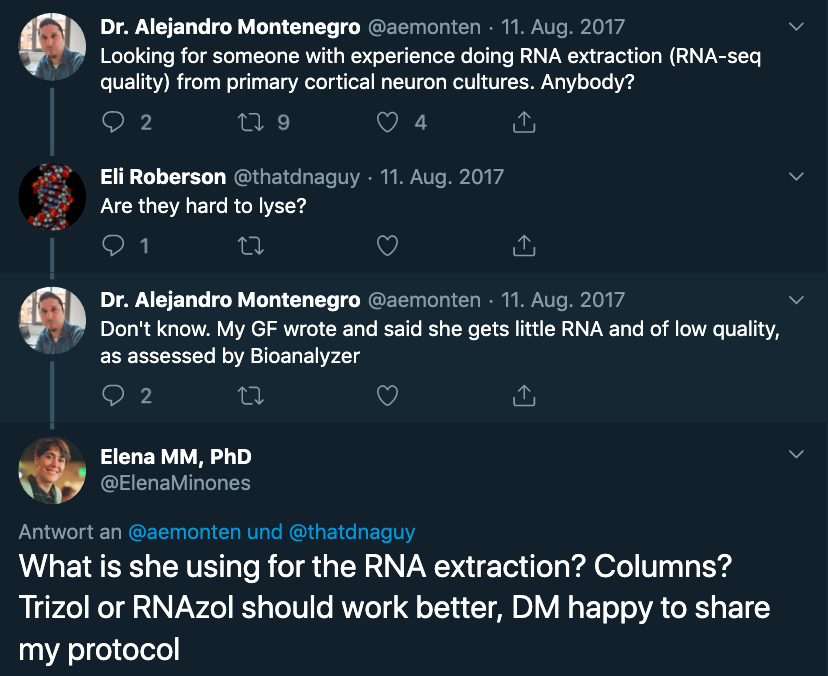 Dr. Alejandro Montenegro @aemonten · 11. Aug. 2017
Looking for someone with experience doing RNA extraction (RNA-seq
quality) from primary cortical neuron cultures. Anybody?
2 9 4
Eli Roberson @thatdnaguy · 11. Aug. 2017
Are they hard to lyse?
1
Dr. Alejandro Montenegro @aemonten · 11. Aug. 2017
Don't know. My GF wrote and said she gets little RNA and of low quality,
as assessed by Bioanalyzer
2
Elena MM, PhD
@ElenaMinones
Antwort an @aemonten und @thatdnaguy
What is she using for the RNA extraction? Columns?
Trizol or RNAzol should work better, DM happy to share
my protocol